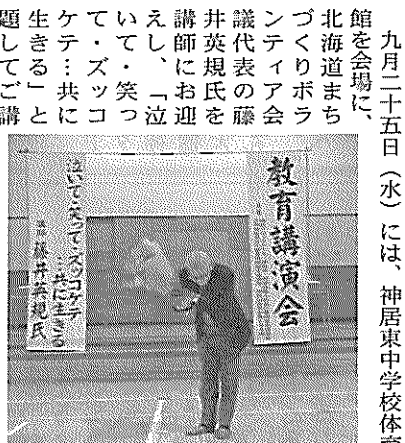 九月二十五日（水）には、神居東中学校体育
館を会場に、
北海道まち
づくりボラ
ンティア会
議代表の藤
井英規氏を
講師にお迎
えし、「泣
いて・笑っ
て・ズッコ
ケテ…共に
生きる」と
題してご講
教育講演会
泣いて・笑って・ズッコケテ
…共に生きる
講師 藤井英規氏